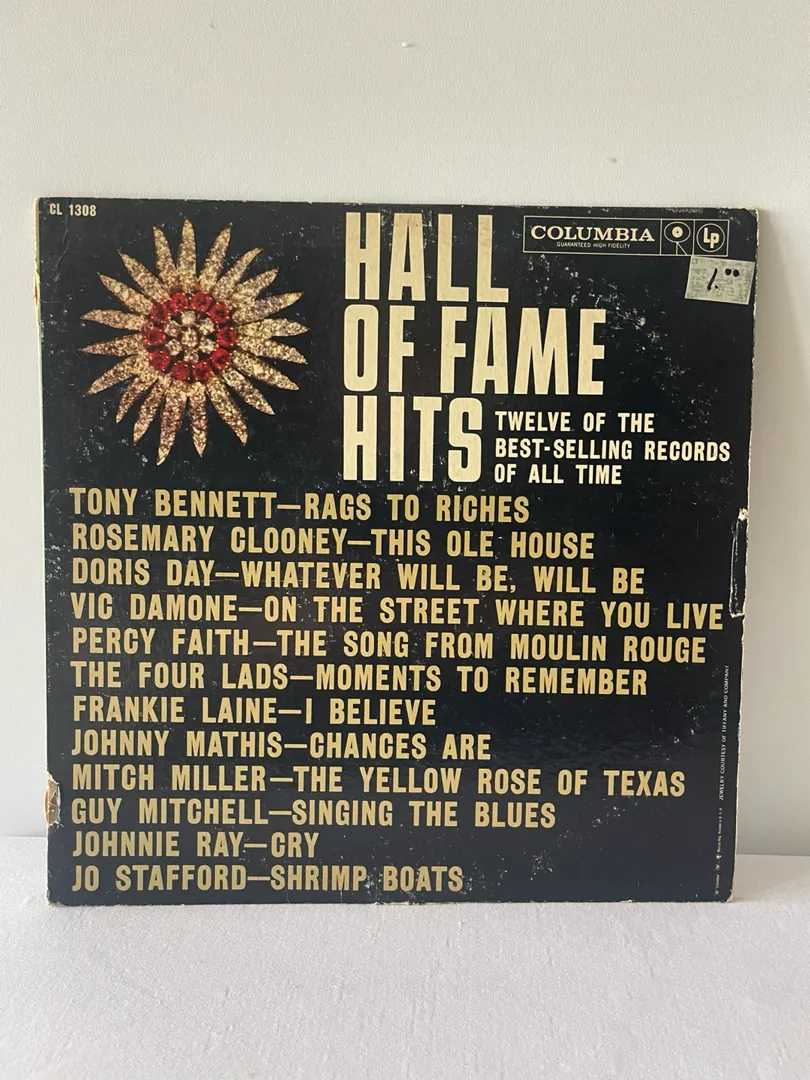 CL 1308
HALL
OF FAME
HITS
TWELVE OF THE
BEST-SELLING RECORDS
OF ALL TIME
COLUMBIA
GUARANTEED HIGH FIDELITY
Lp
1.00
TONY BENNETT—RAGS TO RICHES
ROSEMARY CLOONEY—THIS OLE HOUSE
DORIS DAY—WHATEVER WILL BE, WILL BE
VIC DAMONE—ON THE STREET WHERE YOU LIVE
PERCY FAITH—THE SONG FROM MOULIN ROUGE
THE FOUR LADS—MOMENTS TO REMEMBER
FRANKIE LAINE—I BELIEVE
JOHNNY MATHIS—CHANCES ARE
MITCH MILLER—THE YELLOW ROSE OF TEXAS
GUY MITCHELL—SINGING THE BLUES
JOHNNIE RAY—CRY
JO STAFFORD—SHRIMP BOATS
JEWELRY COURTESY OF TIFFANY AND COMPANY